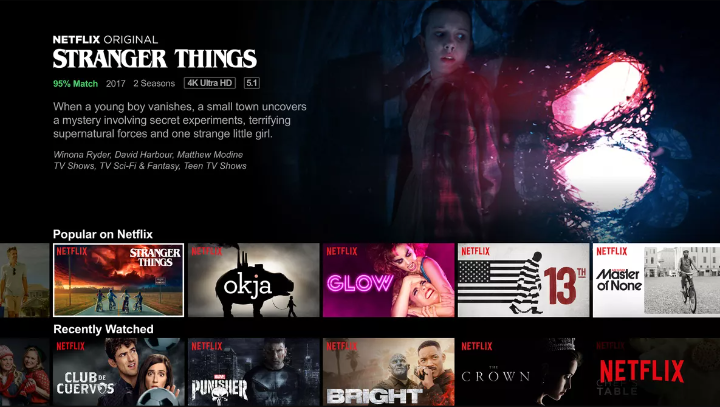 NETFLIX ORIGINAL
STRANGER THINGS
95% Match 2017 2 Seasons 4K Ultra HD 5.1
When a young boy vanishes, a small town uncovers
a mystery involving secret experiments, terrifying
supernatural forces and one strange little girl.
Winona Ryder, David Harbour, Matthew Modine
TV Shows, TV Sci-Fi & Fantasy, Teen TV Shows
Popular on Netflix
NETFLIX
STRANGER
THINGS
NETFLIX
okja
NETFLIX
GLOW
NETFLIX
13TH
NETFLIX
Master
of None
Recently Watched
NETFLIX
CLUB DE
CUERVOS
NETFLIX
MARVEL
PUNISHER
NETFLIX
BRIGHT
NETFLIX
THE
CROWN
NETFLIX
TABLE